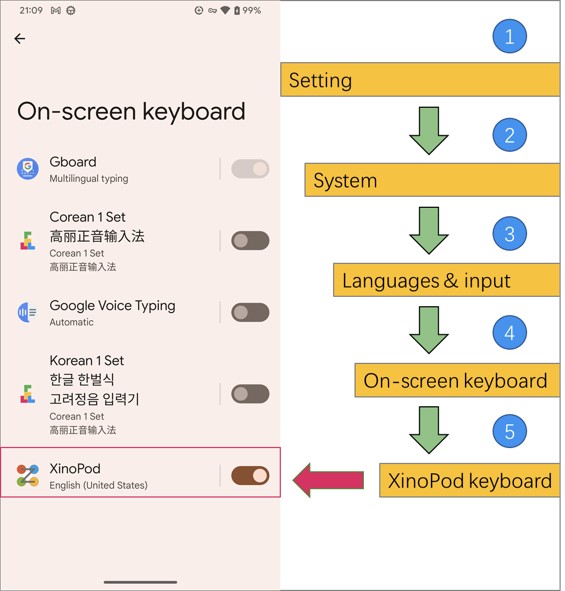 21:09
99%
On-screen keyboard
Gboard
Multilingual typing
Corean 1 Set
高丽正音输入法
Corean 1 Set
高丽正音输入法
Google Voice Typing
Automatic
Korean 1 Set
한글 한벌식
고려정음 입력기
Corean 1 Set
高丽正音输入法
XinoPod
English (United States)
1
Setting
2
System
3
Languages & input
4
On-screen keyboard
5
XinoPod keyboard